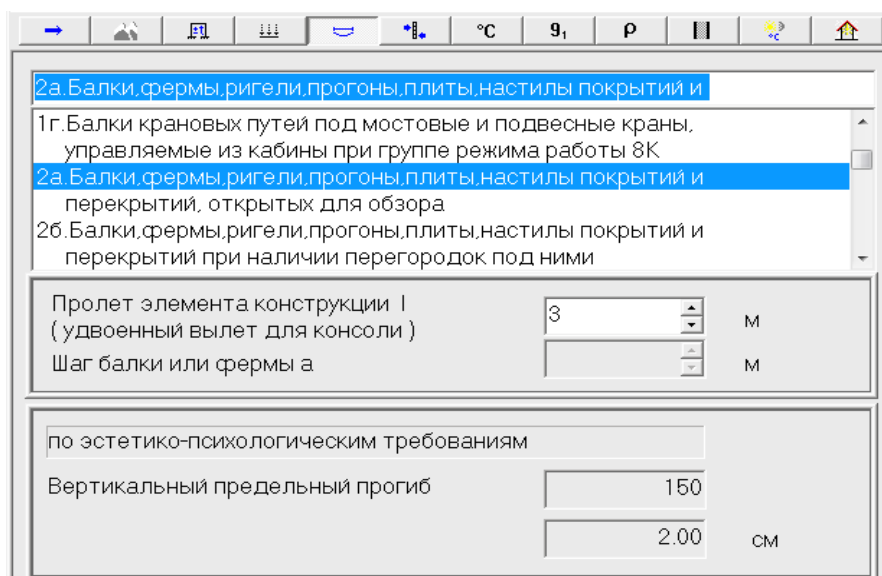 °C
9₁
ρ
°C
2а.Балки,фермы,ригели,прогоны,плиты,настилы покрытий и
1г.Балки крановых путей под мостовые и подвесные краны,
управляемые из кабины при группе режима работы 8К
2а.Балки,фермы,ригели,прогоны,плиты,настилы покрытий и
перекрытий, открытых для обзора
2б.Балки,фермы,ригели,прогоны,плиты,настилы покрытий и
перекрытий при наличии перегородок под ними
Пролет элемента конструкции l
( удвоенный вылет для консоли )
3
м
Шаг балки или фермы a
м
по эстетико-психологическим требованиям
Вертикальный предельный прогиб
150
2.00
см